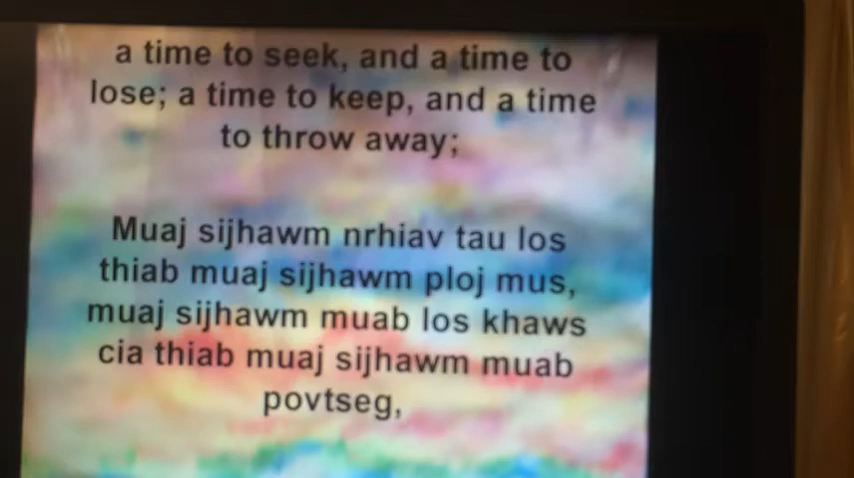 a time to seek, and a time to
lose; a time to keep, and a time
to throw away;
Muaj sijhawm nrhiav tau los
thiab muaj sijhawm ploj mus,
muaj sijhawm muab los khaws
cia thiab muaj sijhawm muab
povtseg,